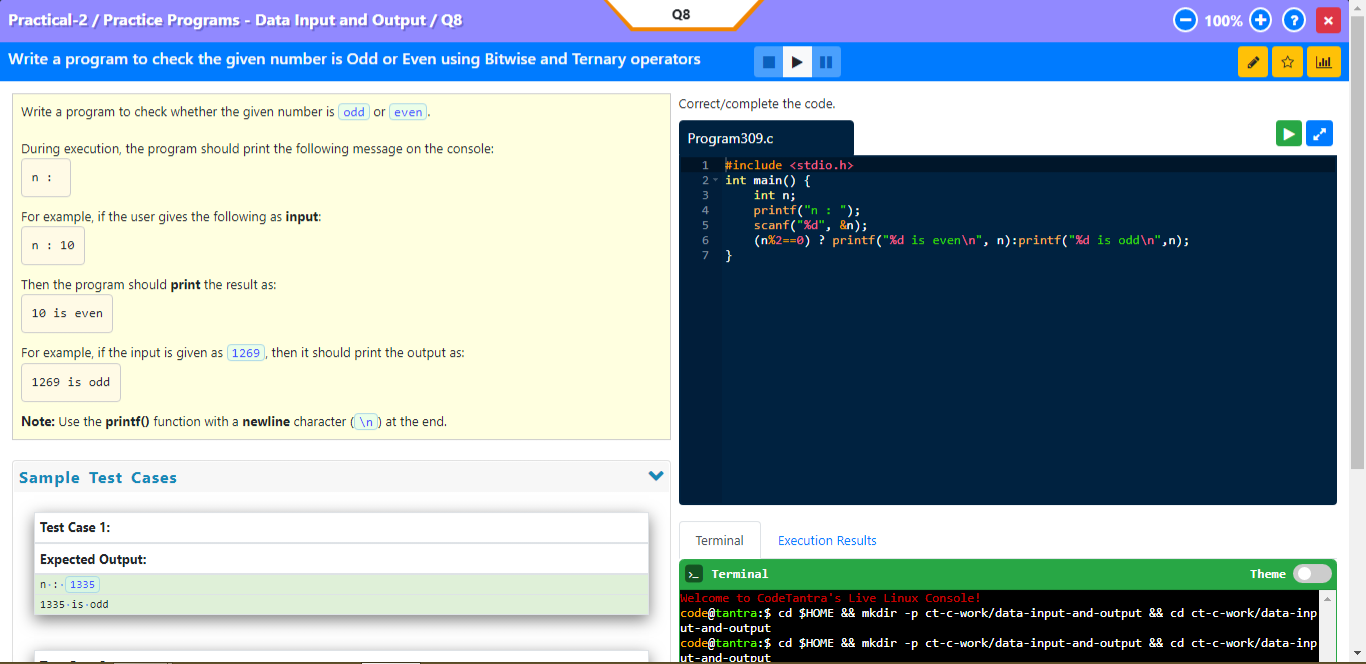 Practical-2 / Practice Programs - Data Input and Output / Q8
Q8
100%
?
Write a program to check the given number is Odd or Even using Bitwise and Ternary operators
Write a program to check whether the given number is odd or even.
During execution, the program should print the following message on the console:
n :
For example, if the user gives the following as input:
n : 10
Then the program should print the result as:
10 is even
For example, if the input is given as 1269, then it should print the output as:
1269 is odd
Note: Use the printf() function with a newline character (\n) at the end.
Sample Test Cases
Test Case 1:
Expected Output:
n·:·1335
1335·is·odd
Correct/complete the code.
Program309.c
1 #include <stdio.h>
2 int main() {
3 int n;
4 printf("n : ");
5 scanf("%d", &n);
6 (n%2==0) ? printf("%d is even\n", n):printf("%d is odd\n",n);
7 }
Terminal
Execution Results
Terminal
Theme
Welcome to CodeTantra's Live Linux Console!
code@tantra:$ cd $HOME && mkdir -p ct-c-work/data-input-and-output && cd ct-c-work/data-inp
ut-and-output
code@tantra:$ cd $HOME && mkdir -p ct-c-work/data-input-and-output && cd ct-c-work/data-inp
ut-and-output